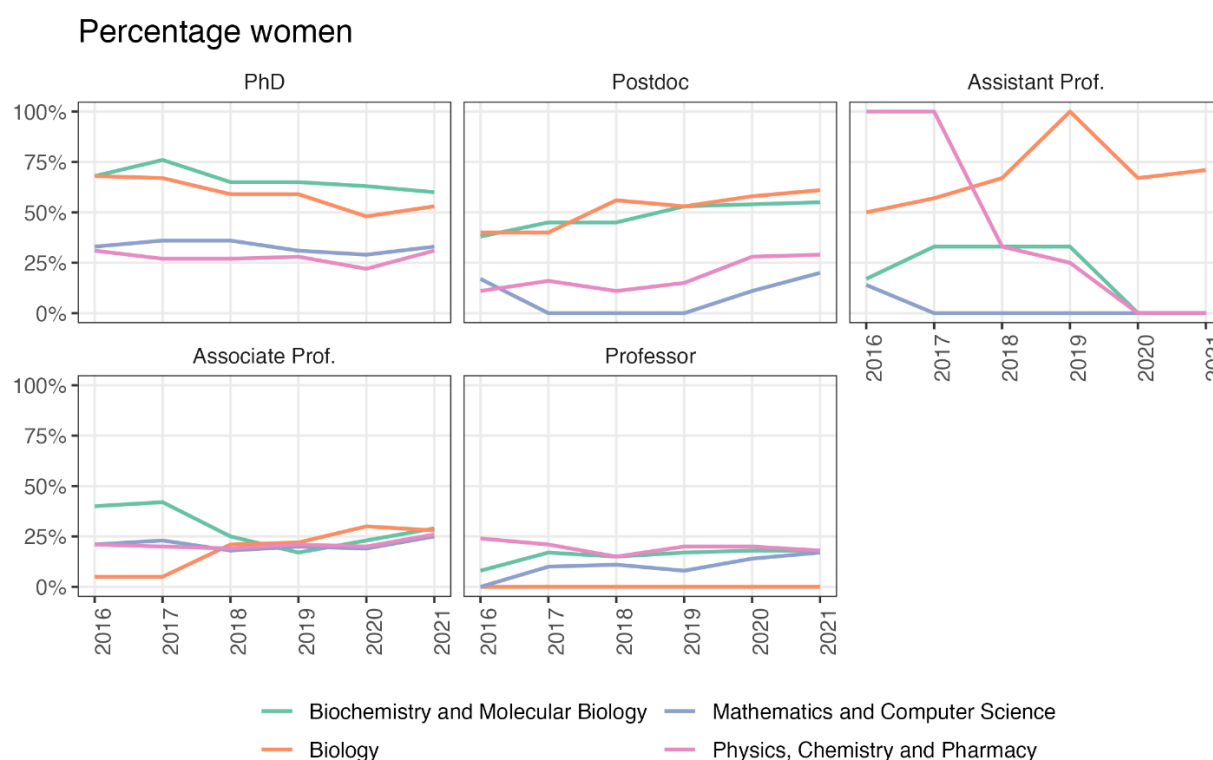 Percentage women
PhD
Postdoc
Assistant Prof.
100%
75%
50%
25%
0%
2016
2017
2018
2019
2020
2021
Associate Prof.
Professor
100%
75%
50%
25%
0%
2016
2017
2018
2019
2020
2021
2016
2017
2018
2019
2020
2021
Biochemistry and Molecular Biology
Mathematics and Computer Science
Biology
Physics, Chemistry and Pharmacy